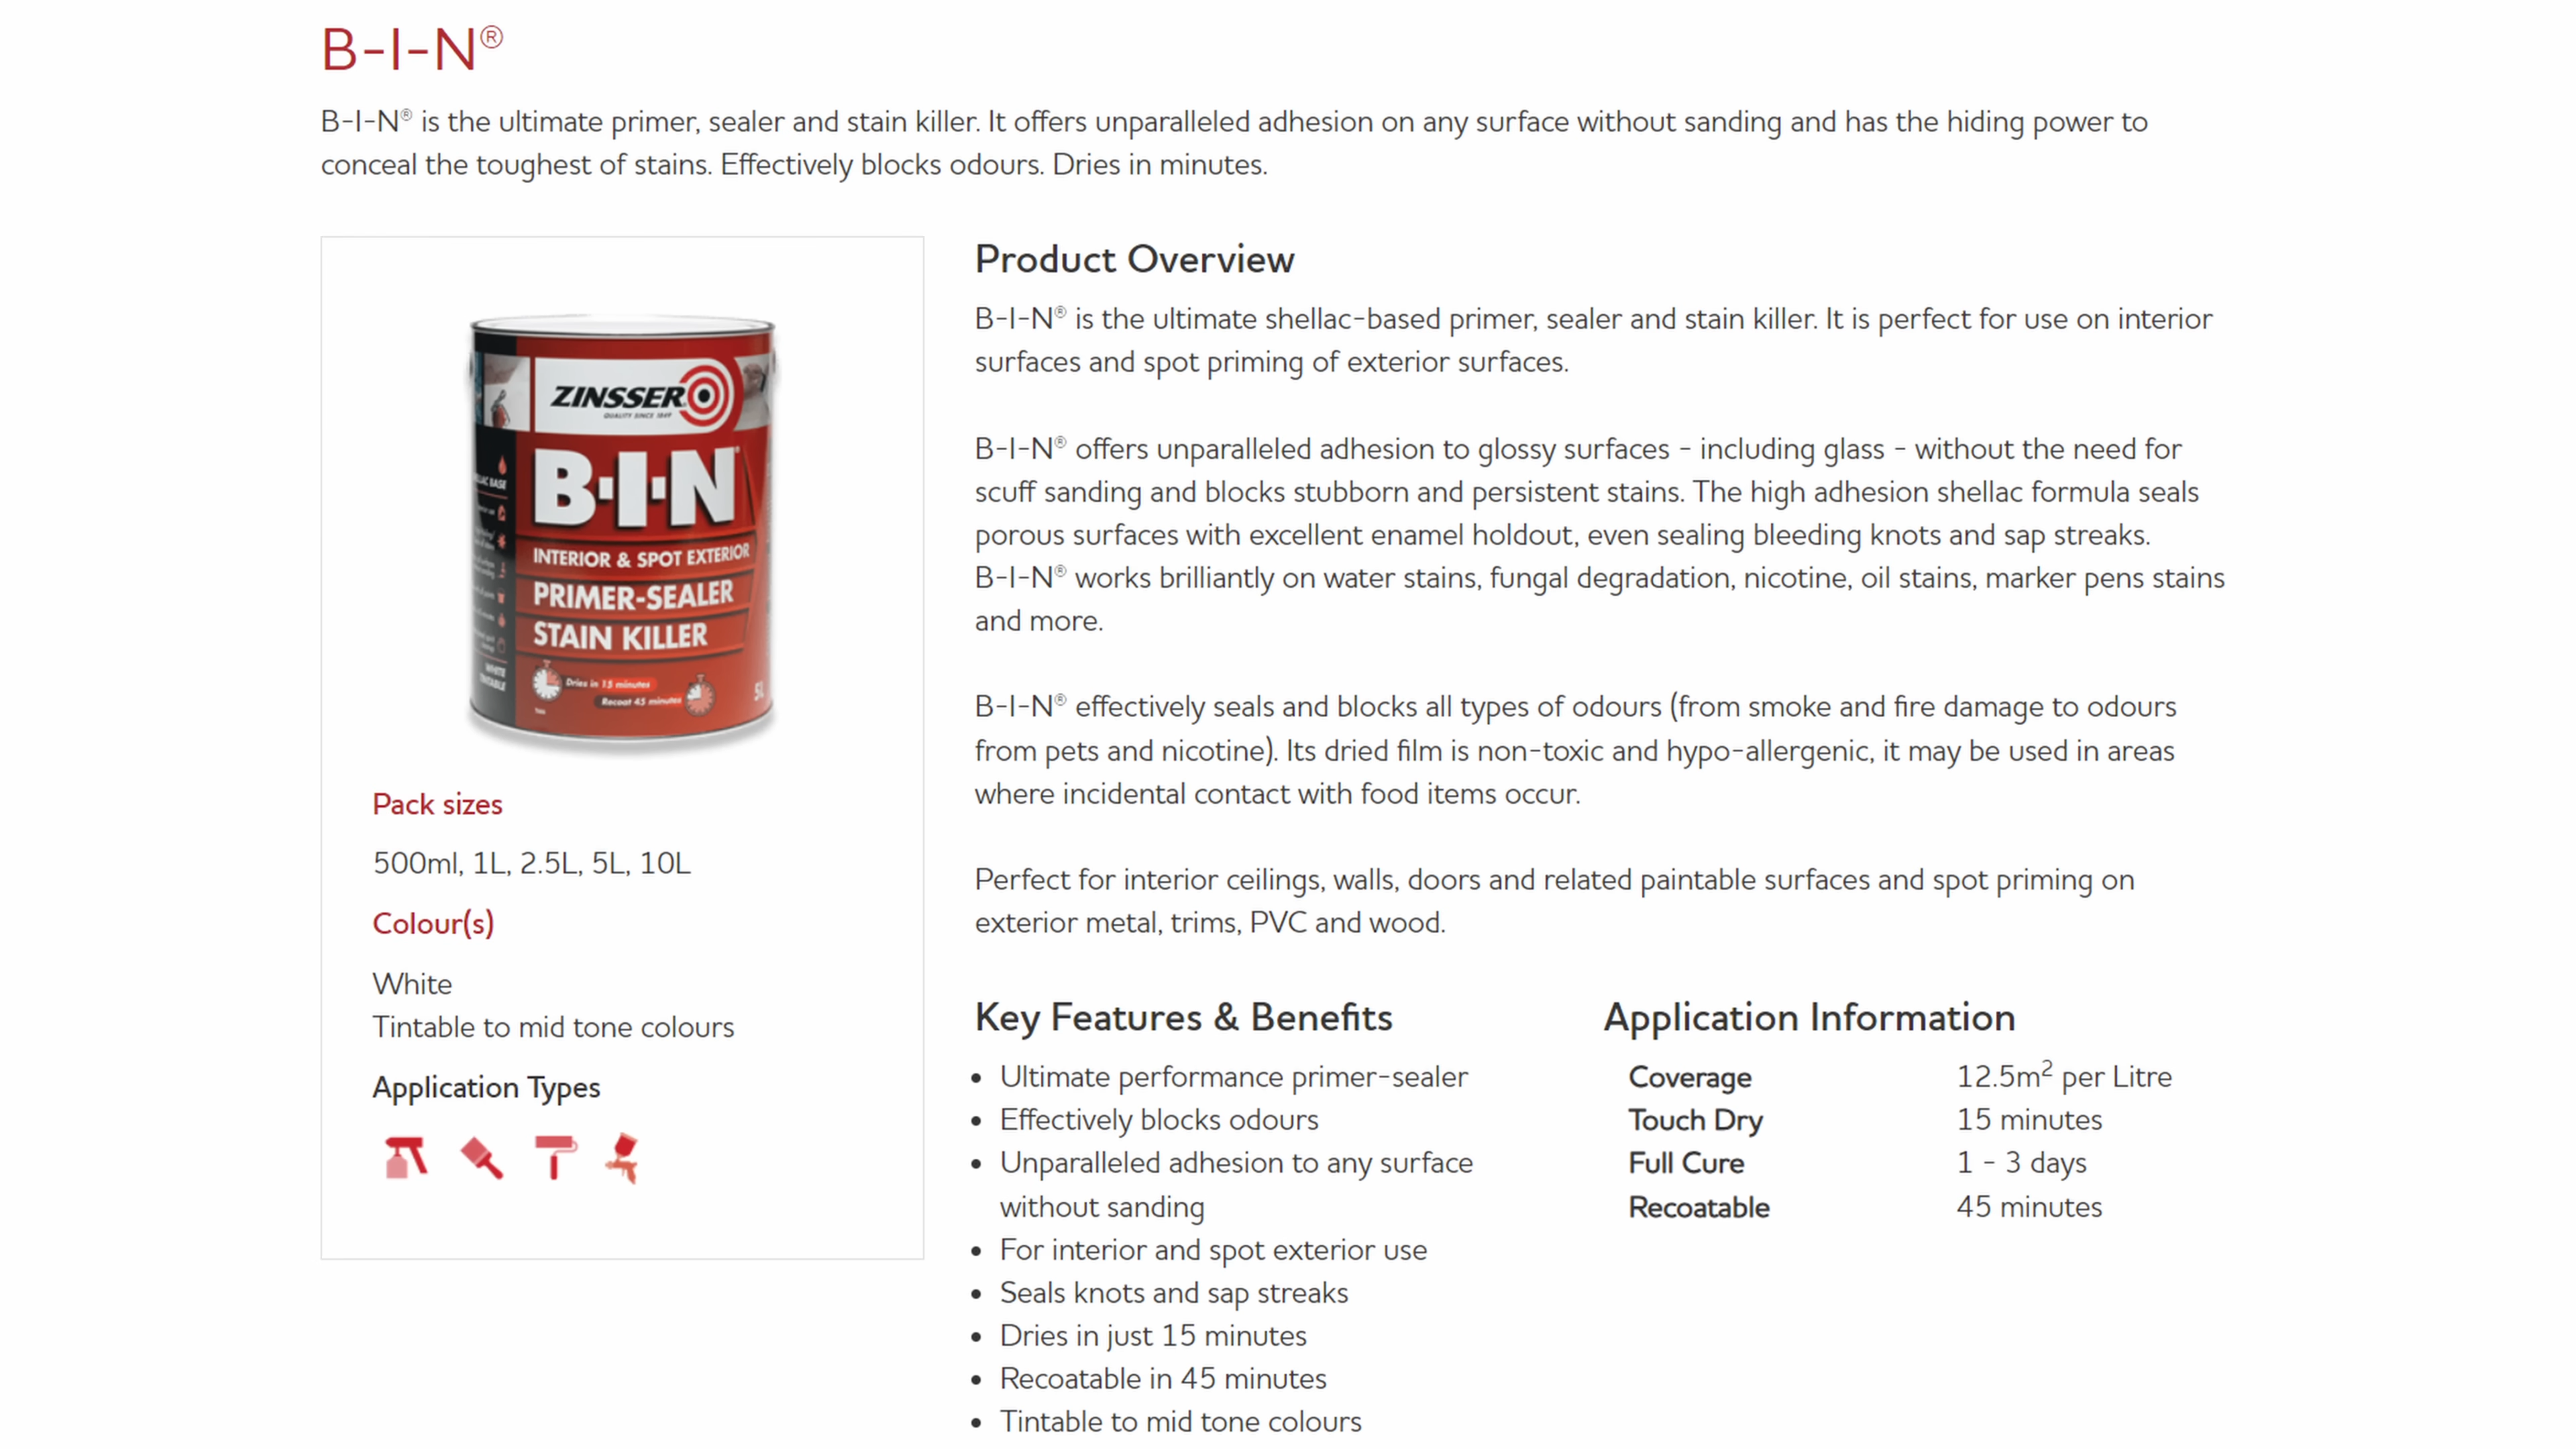 B-I-N®
B-I-N® is the ultimate primer, sealer and stain killer. It offers unparalleled adhesion on any surface without sanding and has the hiding power to
conceal the toughest of stains. Effectively blocks odours. Dries in minutes.
ZINSSER
QUALITY SINCE 1849
B·I·N®
INTERIOR & SPOT EXTERIOR
PRIMER-SEALER
STAIN KILLER
Dries in 15 minutes
Recoat 45 minutes
5L
WHITE
TINTABLE
Pack sizes
500ml, 1L, 2.5L, 5L, 10L
Colour(s)
White
Tintable to mid tone colours
Application Types
Product Overview
B-I-N® is the ultimate shellac-based primer, sealer and stain killer. It is perfect for use on interior
surfaces and spot priming of exterior surfaces.
B-I-N® offers unparalleled adhesion to glossy surfaces - including glass - without the need for
scuff sanding and blocks stubborn and persistent stains. The high adhesion shellac formula seals
porous surfaces with excellent enamel holdout, even sealing bleeding knots and sap streaks.
B-I-N® works brilliantly on water stains, fungal degradation, nicotine, oil stains, marker pens stains
and more.
B-I-N® effectively seals and blocks all types of odours (from smoke and fire damage to odours
from pets and nicotine). Its dried film is non-toxic and hypo-allergenic, it may be used in areas
where incidental contact with food items occur.
Perfect for interior ceilings, walls, doors and related paintable surfaces and spot priming on
exterior metal, trims, PVC and wood.
Key Features & Benefits
• Ultimate performance primer-sealer
• Effectively blocks odours
• Unparalleled adhesion to any surface
without sanding
• For interior and spot exterior use
• Seals knots and sap streaks
• Dries in just 15 minutes
• Recoatable in 45 minutes
• Tintable to mid tone colours
Application Information
Coverage 12.5m² per Litre
Touch Dry 15 minutes
Full Cure 1 - 3 days
Recoatable 45 minutes